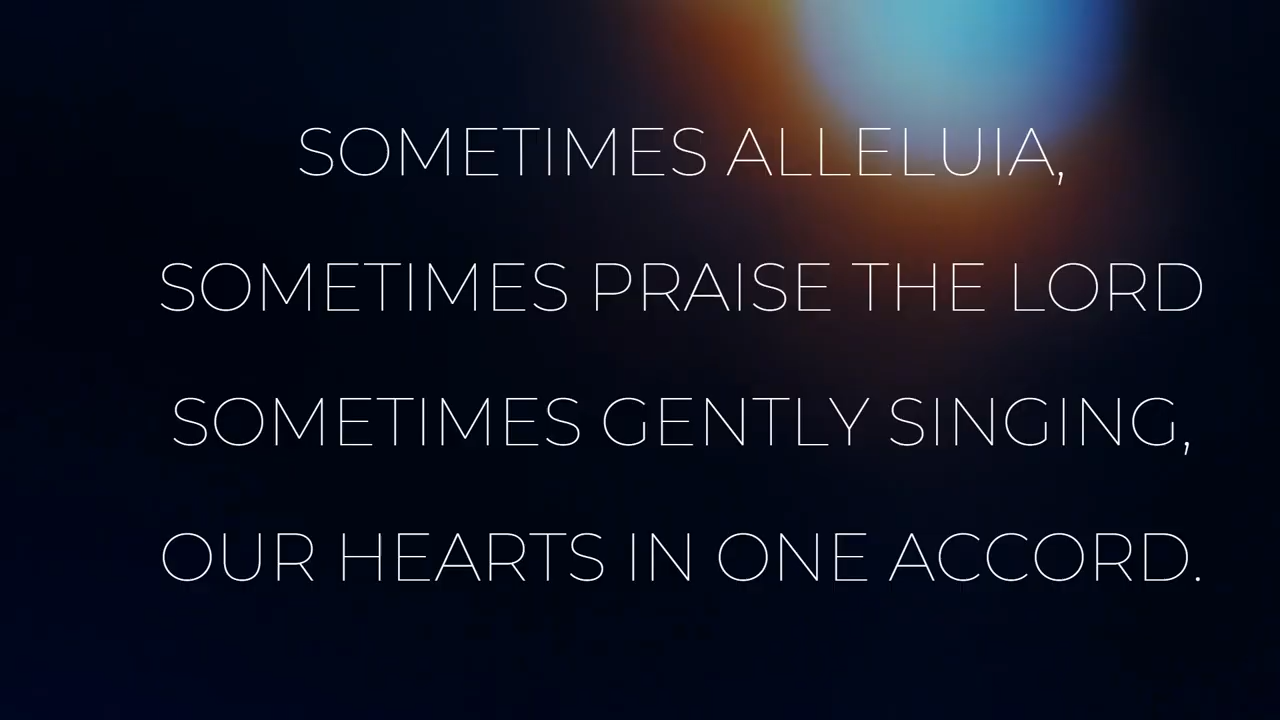 SOMETIMES ALLELUIA,
SOMETIMES PRAISE THE LORD
SOMETIMES GENTLY SINGING,
OUR HEARTS IN ONE ACCORD.